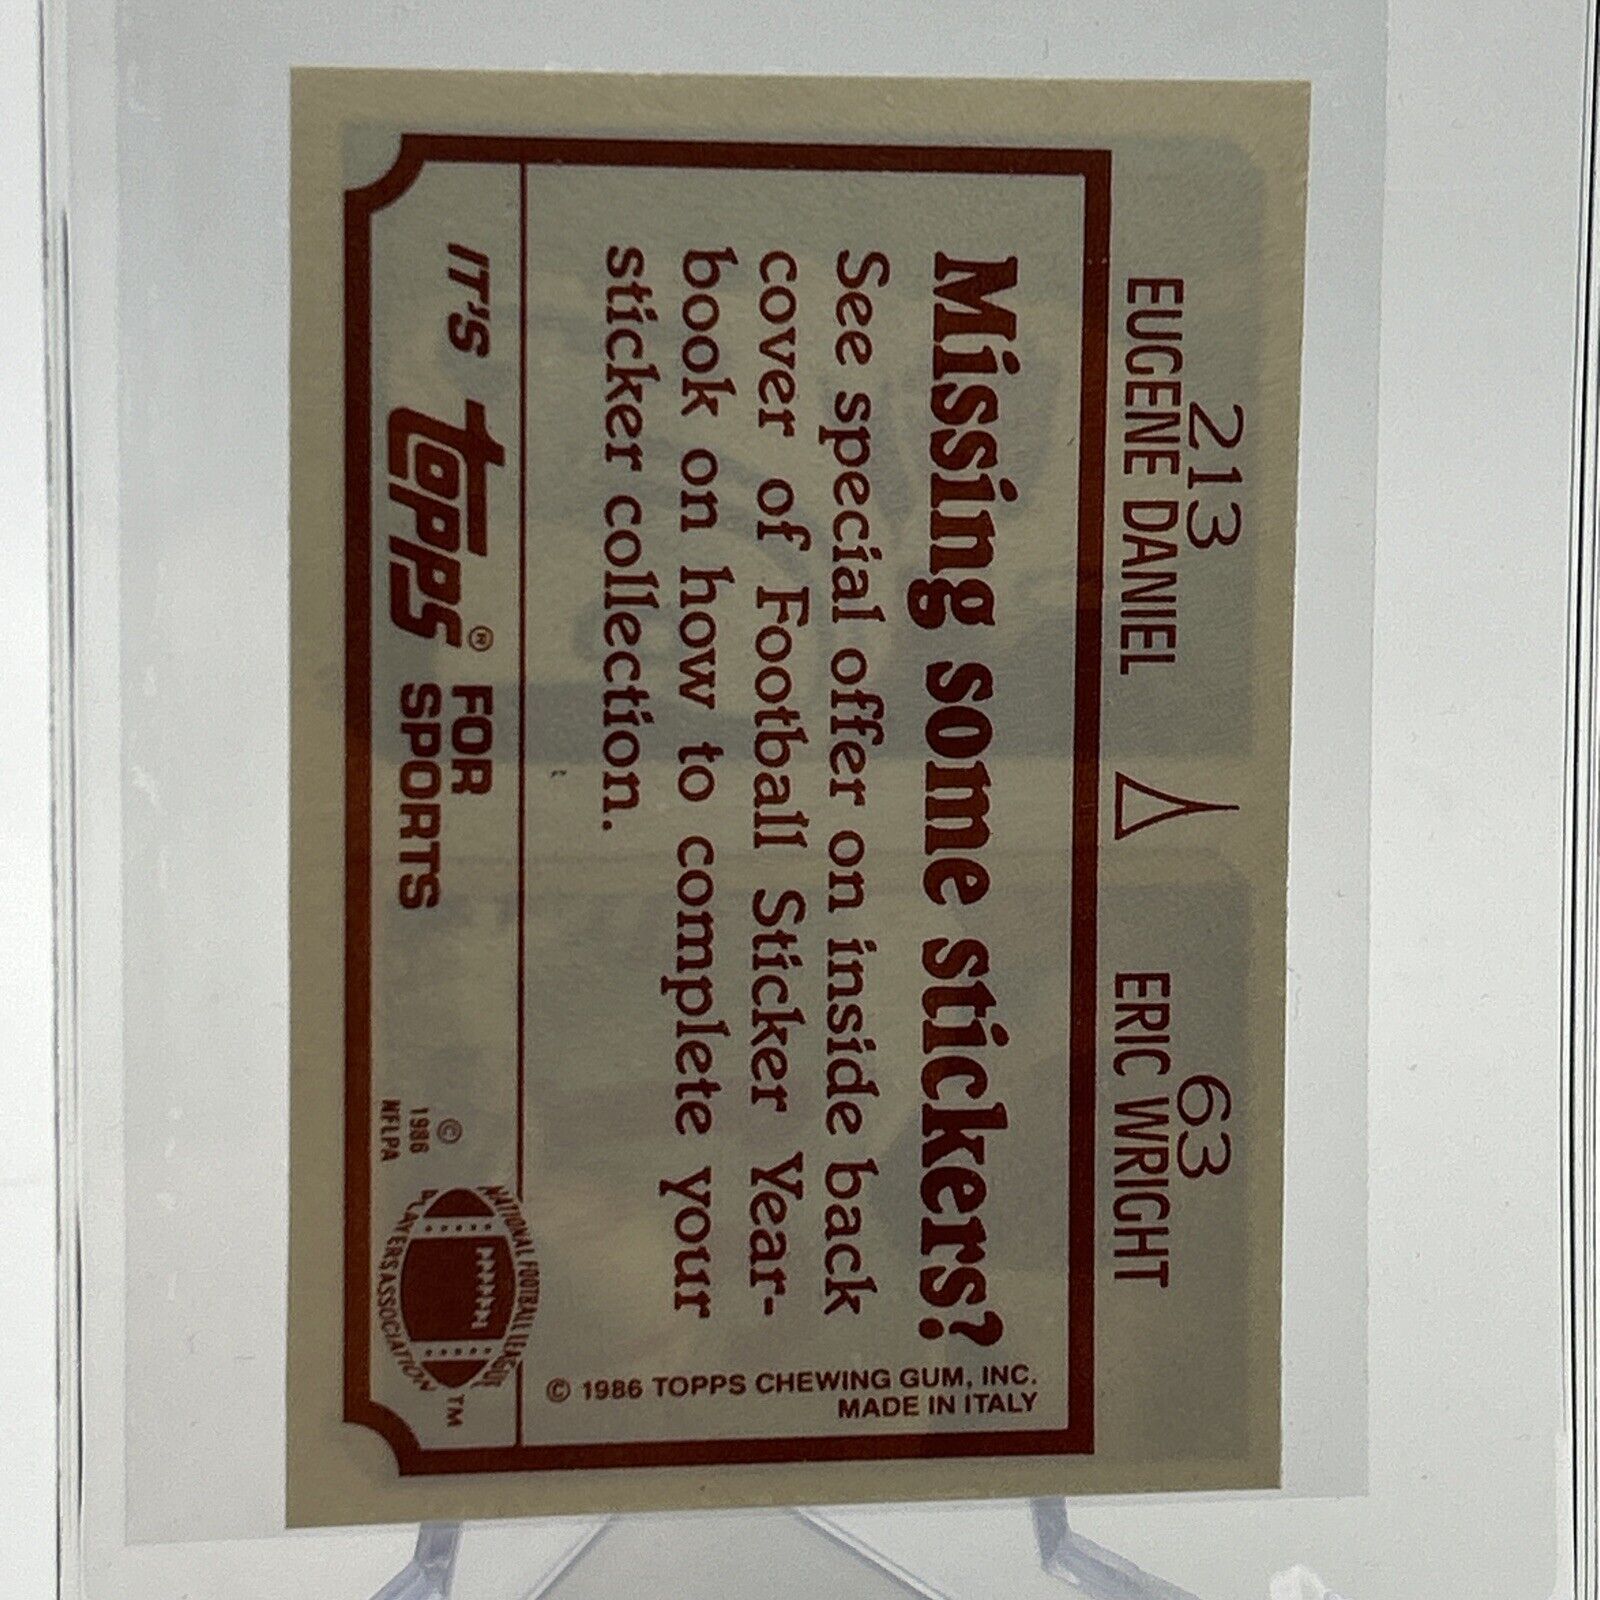 213
EUGENE DANIEL
63
ERIC WRIGHT
Missing some stickers?
See special offer on inside back
cover of Football Sticker Year-
book on how to complete your
sticker collection.
© 1986 TOPPS CHEWING GUM, INC.
MADE IN ITALY
IT'S Topps® FOR SPORTS
© 1986 NFLPA
NATIONAL FOOTBALL LEAGUE
PLAYERS ASSOCIATION
TM